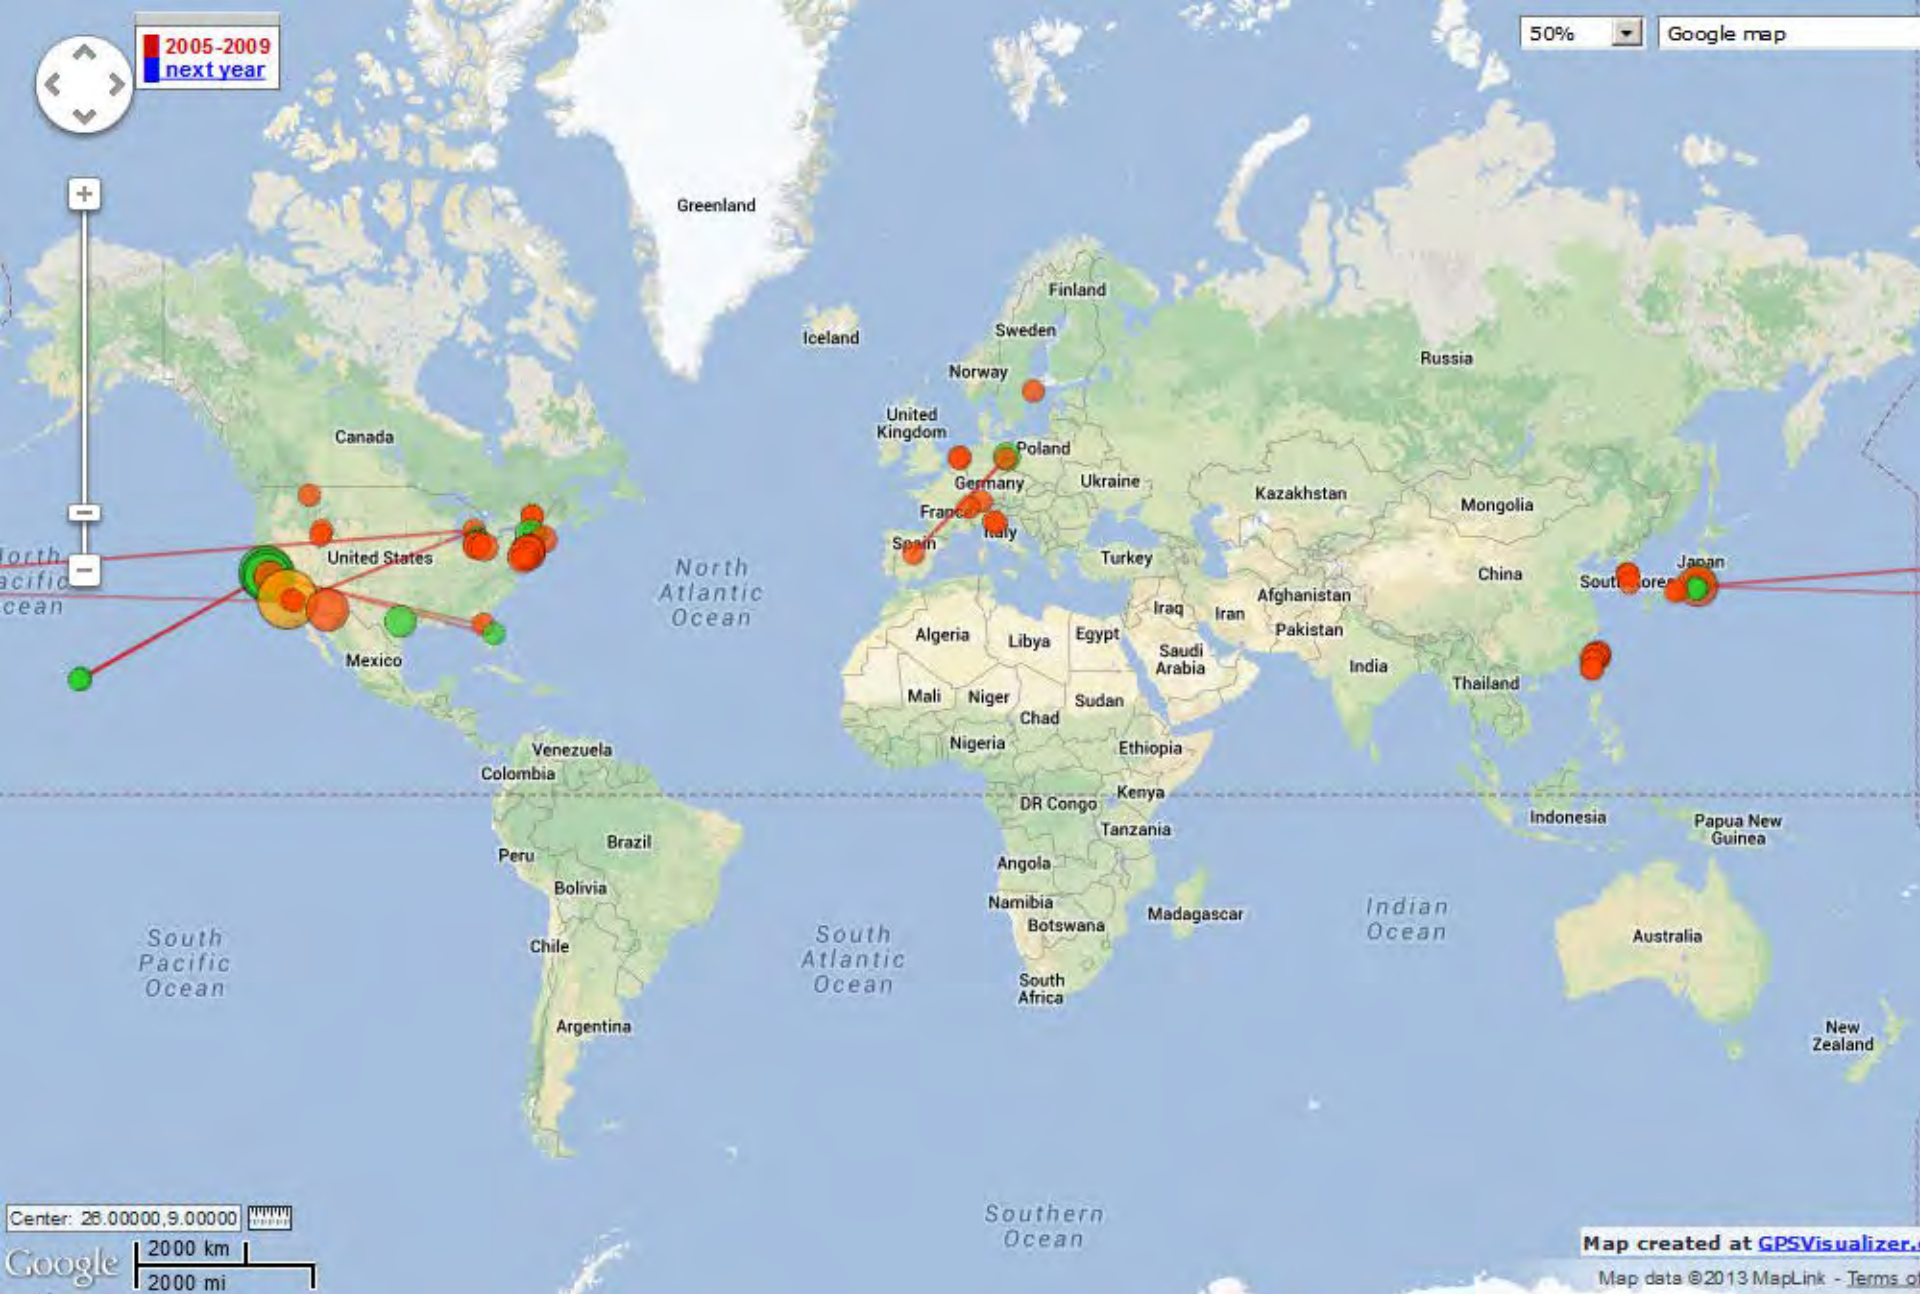 2005-2009
next year
50%
Google map
+
−
−
Greenland
Finland
Iceland
Sweden
Russia
Norway
United
Kingdom
Canada
Poland
Germany
Ukraine
Kazakhstan
Mongolia
France
Italy
Spain
United States
North
Atlantic
Ocean
Turkey
China
Japan
South
Afghanistan
Iraq
Iran
Pakistan
Algeria
Libya
Egypt
Saudi
Arabia
India
Thailand
Mexico
Mali
Niger
Chad
Sudan
Nigeria
Ethiopia
Venezuela
Colombia
DR Congo
Kenya
Tanzania
Indonesia
Papua New
Guinea
Brazil
Peru
Angola
Bolivia
Namibia
Botswana
Madagascar
Indian
Ocean
Australia
South
Pacific
Ocean
Chile
South
Atlantic
Ocean
South
Africa
Argentina
New
Zealand
Southern
Ocean
Center: 26.00000,9.00000
Google
2000 km
2000 mi
Map created at GPSVisualizer.
Map data ©2013 MapLink - Terms of